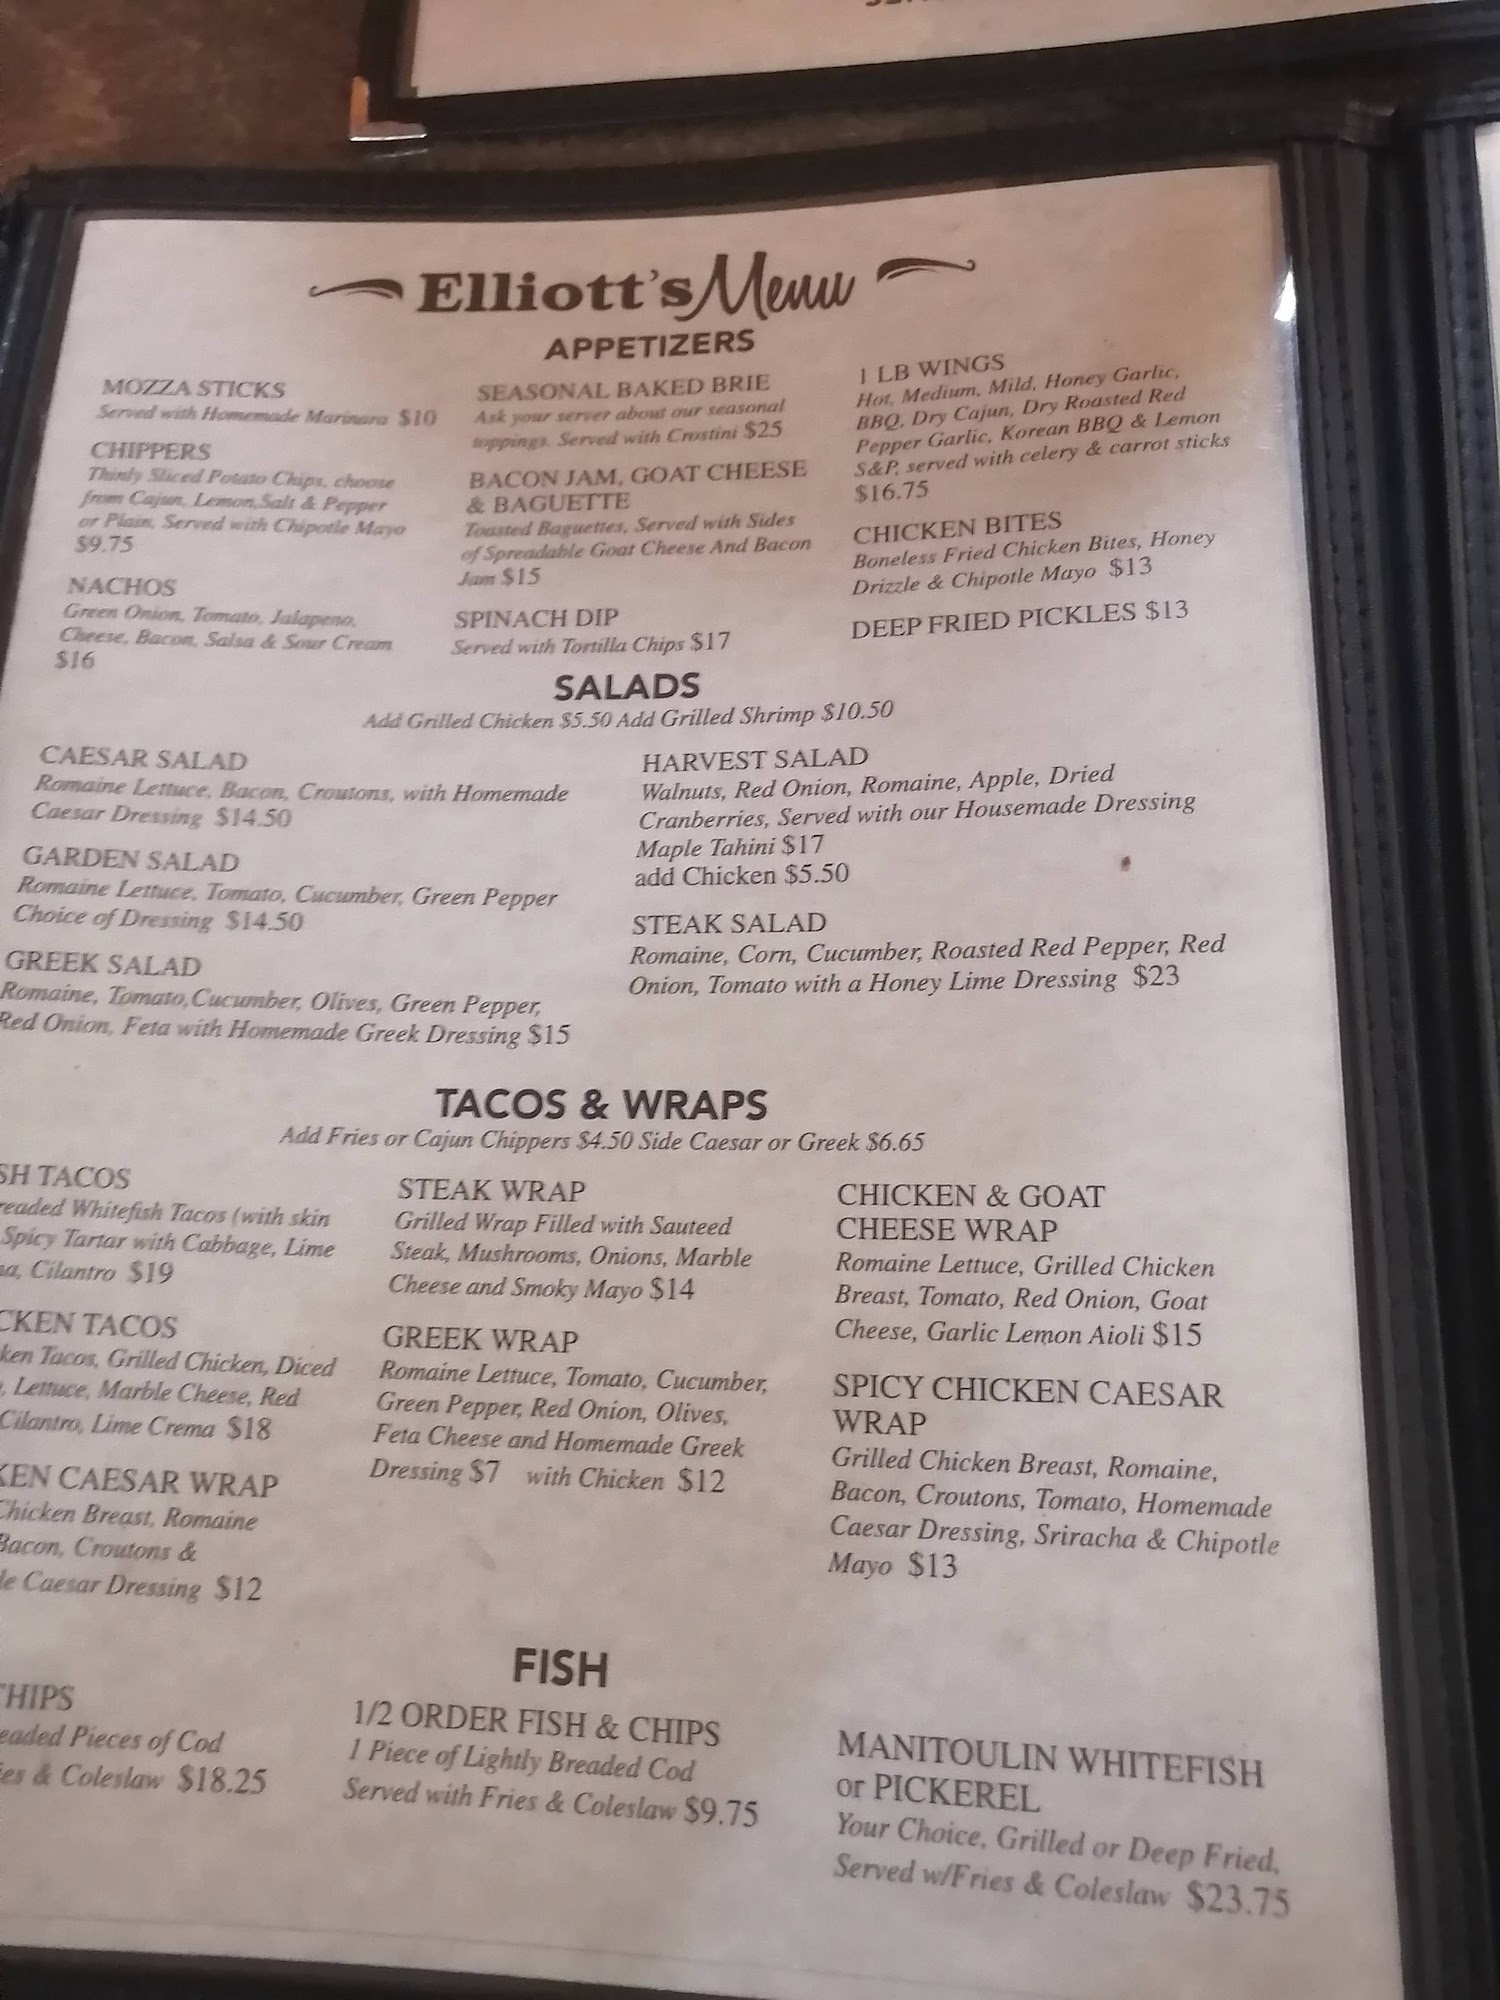 Elliott's Menu
APPETIZERS
MOZZA STICKS
Served with Homemade Marinara $10
CHIPPERS
Thinly Sliced Potato Chips, choose
from Cajun, Lemon,Salt & Pepper
or Plain, Served with Chipotle Mayo
$9.75
NACHOS
Green Onion, Tomato, Jalapeno,
Cheese, Bacon, Salsa & Sour Cream
$16
SEASONAL BAKED BRIE
Ask your server about our seasonal
toppings. Served with Crostini $25
BACON JAM, GOAT CHEESE
& BAGUETTE
Toasted Baguettes, Served with Sides
of Spreadable Goat Cheese And Bacon
Jam $15
SPINACH DIP
Served with Tortilla Chips $17
1 LB WINGS
Hot, Medium, Mild, Honey Garlic,
BBQ, Dry Cajun, Dry Roasted Red
Pepper Garlic, Korean BBQ & Lemon
S&P, served with celery & carrot sticks
$16.75
CHICKEN BITES
Boneless Fried Chicken Bites, Honey
Drizzle & Chipotle Mayo $13
DEEP FRIED PICKLES $13
SALADS
Add Grilled Chicken $5.50 Add Grilled Shrimp $10.50
CAESAR SALAD
Romaine Lettuce, Bacon, Croutons, with Homemade
Caesar Dressing $14.50
GARDEN SALAD
Romaine Lettuce, Tomato, Cucumber, Green Pepper
Choice of Dressing $14.50
GREEK SALAD
Romaine, Tomato,Cucumber, Olives, Green Pepper,
Red Onion, Feta with Homemade Greek Dressing $15
HARVEST SALAD
Walnuts, Red Onion, Romaine, Apple, Dried
Cranberries, Served with our Housemade Dressing
Maple Tahini $17
add Chicken $5.50
STEAK SALAD
Romaine, Corn, Cucumber, Roasted Red Pepper, Red
Onion, Tomato with a Honey Lime Dressing $23
TACOS & WRAPS
Add Fries or Cajun Chippers $4.50 Side Caesar or Greek $6.65
TACOS
Whitefish Tacos (with skin
Spicy Tartar with Cabbage, Lime
Cilantro $19
TACOS
Tacos, Grilled Chicken, Diced
Lettuce, Marble Cheese, Red
Cilantro, Lime Crema $18
CAESAR WRAP
Chicken Breast, Romaine
Bacon, Croutons &
Caesar Dressing $12
STEAK WRAP
Grilled Wrap Filled with Sauteed
Steak, Mushrooms, Onions, Marble
Cheese and Smoky Mayo $14
GREEK WRAP
Romaine Lettuce, Tomato, Cucumber,
Green Pepper, Red Onion, Olives,
Feta Cheese and Homemade Greek
Dressing $7 with Chicken $12
CHICKEN & GOAT
CHEESE WRAP
Romaine Lettuce, Grilled Chicken
Breast, Tomato, Red Onion, Goat
Cheese, Garlic Lemon Aioli $15
SPICY CHICKEN CAESAR
WRAP
Grilled Chicken Breast, Romaine,
Bacon, Croutons, Tomato, Homemade
Caesar Dressing, Sriracha & Chipotle
Mayo $13
FISH
Pieces of Cod
& Coleslaw $18.25
1/2 ORDER FISH & CHIPS
1 Piece of Lightly Breaded Cod
Served with Fries & Coleslaw $9.75
MANITOULIN WHITEFISH
or PICKEREL
Your Choice, Grilled or Deep Fried,
Served w/Fries & Coleslaw $23.75